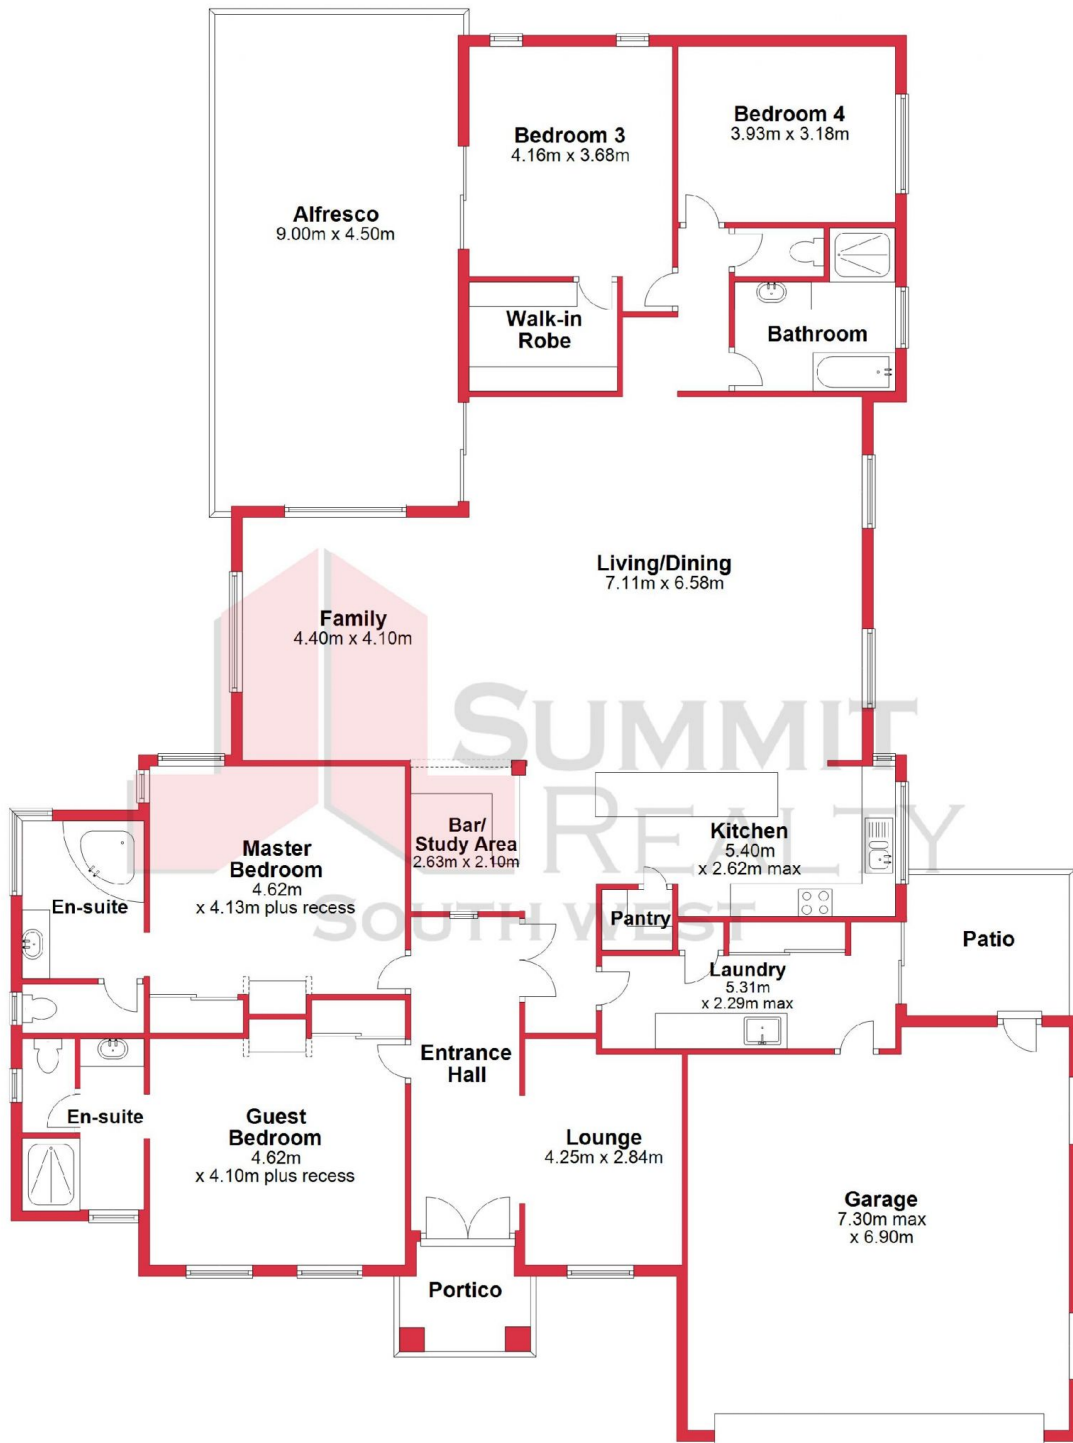 Bedroom 3
4.16m x 3.68m
Bedroom 4
3.93m x 3.18m
Alfresco
9.00m x 4.50m
Walk-in
Robe
Bathroom
Living/Dining
7.11m x 6.58m
Family
4.40m x 4.10m
SUMMIT
REALTY
SOUTH WEST
Bar/
Study Area
2.63m x 2.10m
Kitchen
5.40m
x 2.62m max
Master
Bedroom
4.62m
x 4.13m plus recess
En-suite
Pantry
Patio
Laundry
5.31m
x 2.29m max
Entrance
Hall
En-suite
Guest
Bedroom
4.62m
x 4.10m plus recess
Lounge
4.25m x 2.84m
Garage
7.30m max
x 6.90m
Portico